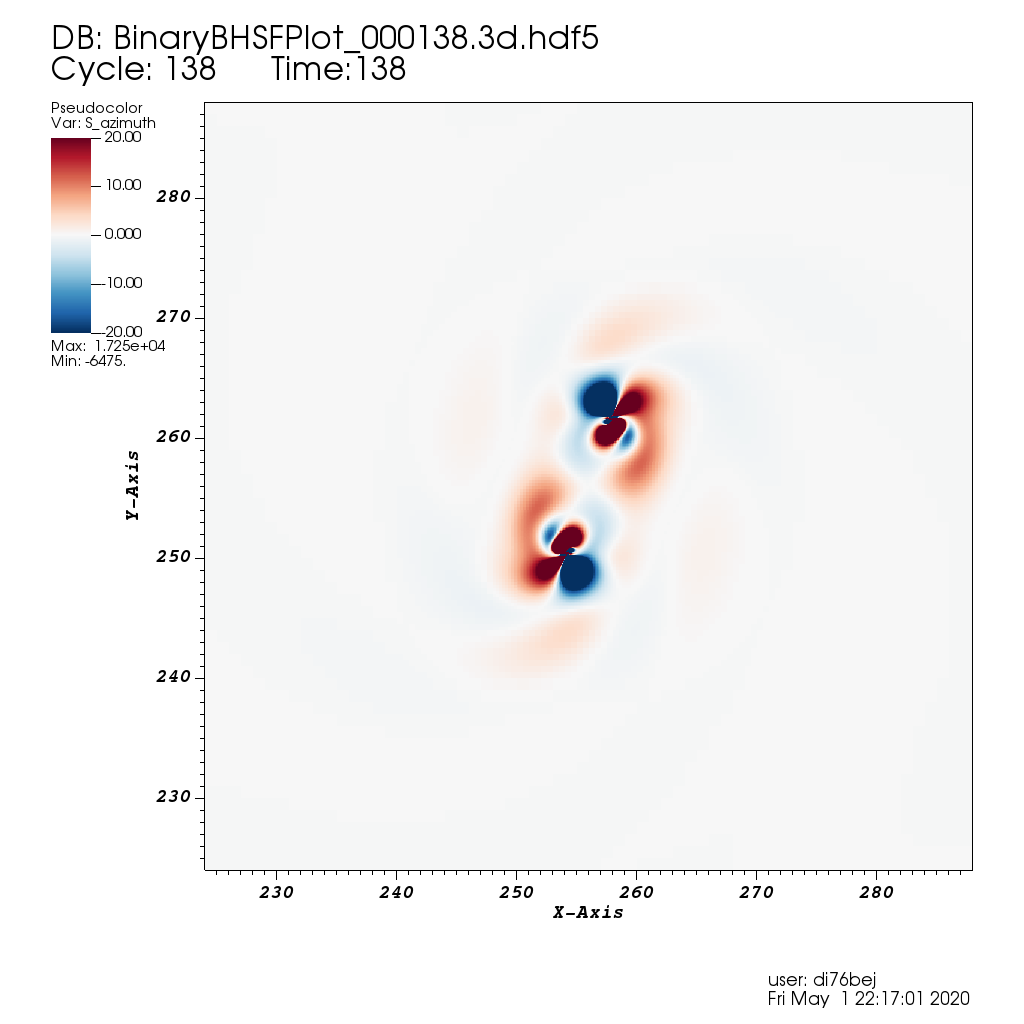 DB: BinaryBHSFPlot_000138.3d.hdf5
Cycle: 138 Time:138
Pseudocolor
Var: S_azimuth
20.00
10.00
0.000
-10.00
-20.00
Max: 1.725e+04
Min: -6475.
280
270
260
250
240
230
Y-Axis
230 240 250 260 270 280
X-Axis
user: di76bej
Fri May 1 22:17:01 2020